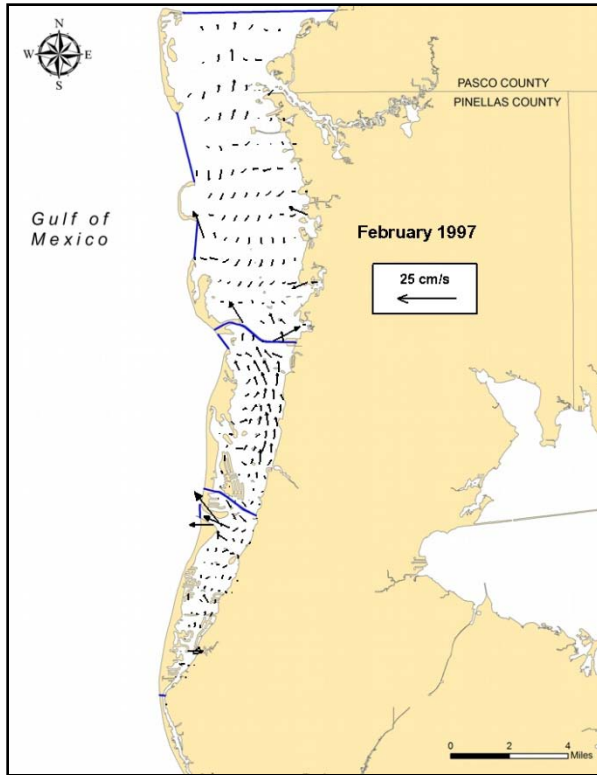 N
W E
S
PASCO COUNTY
PINELLAS COUNTY
Gulf of
Mexico
February 1997
25 cm/s
0 2 4
Miles